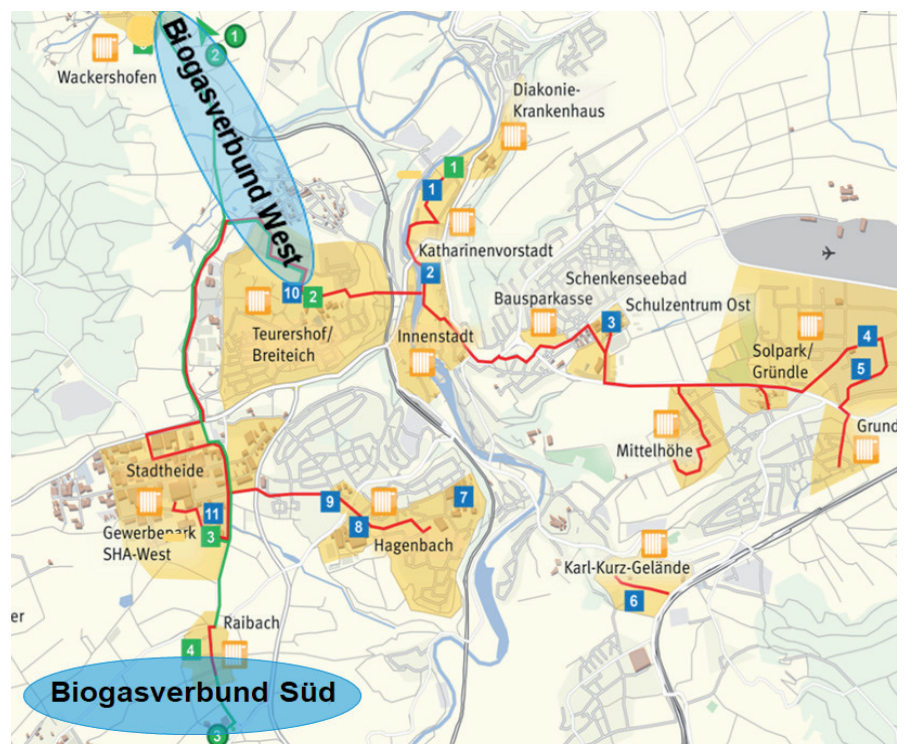 1
2
Biogasverbund West
Wackershofen
Diakonie-
Krankenhaus
1
1
Katharinenvorstadt
2
10
2
Teurershof/
Breiteich
Innenstadt
Schenkenseebad
Bausparkasse
3
Schulzentrum Ost
Solpark/
Gründle
4
5
Mittelhöhe
Grund
Stadtheide
11
Gewerbepark
SHA-West
3
9
8
7
Hagenbach
Karl-Kurz-Gelände
6
er
Raibach
4
Biogasverbund Süd
3